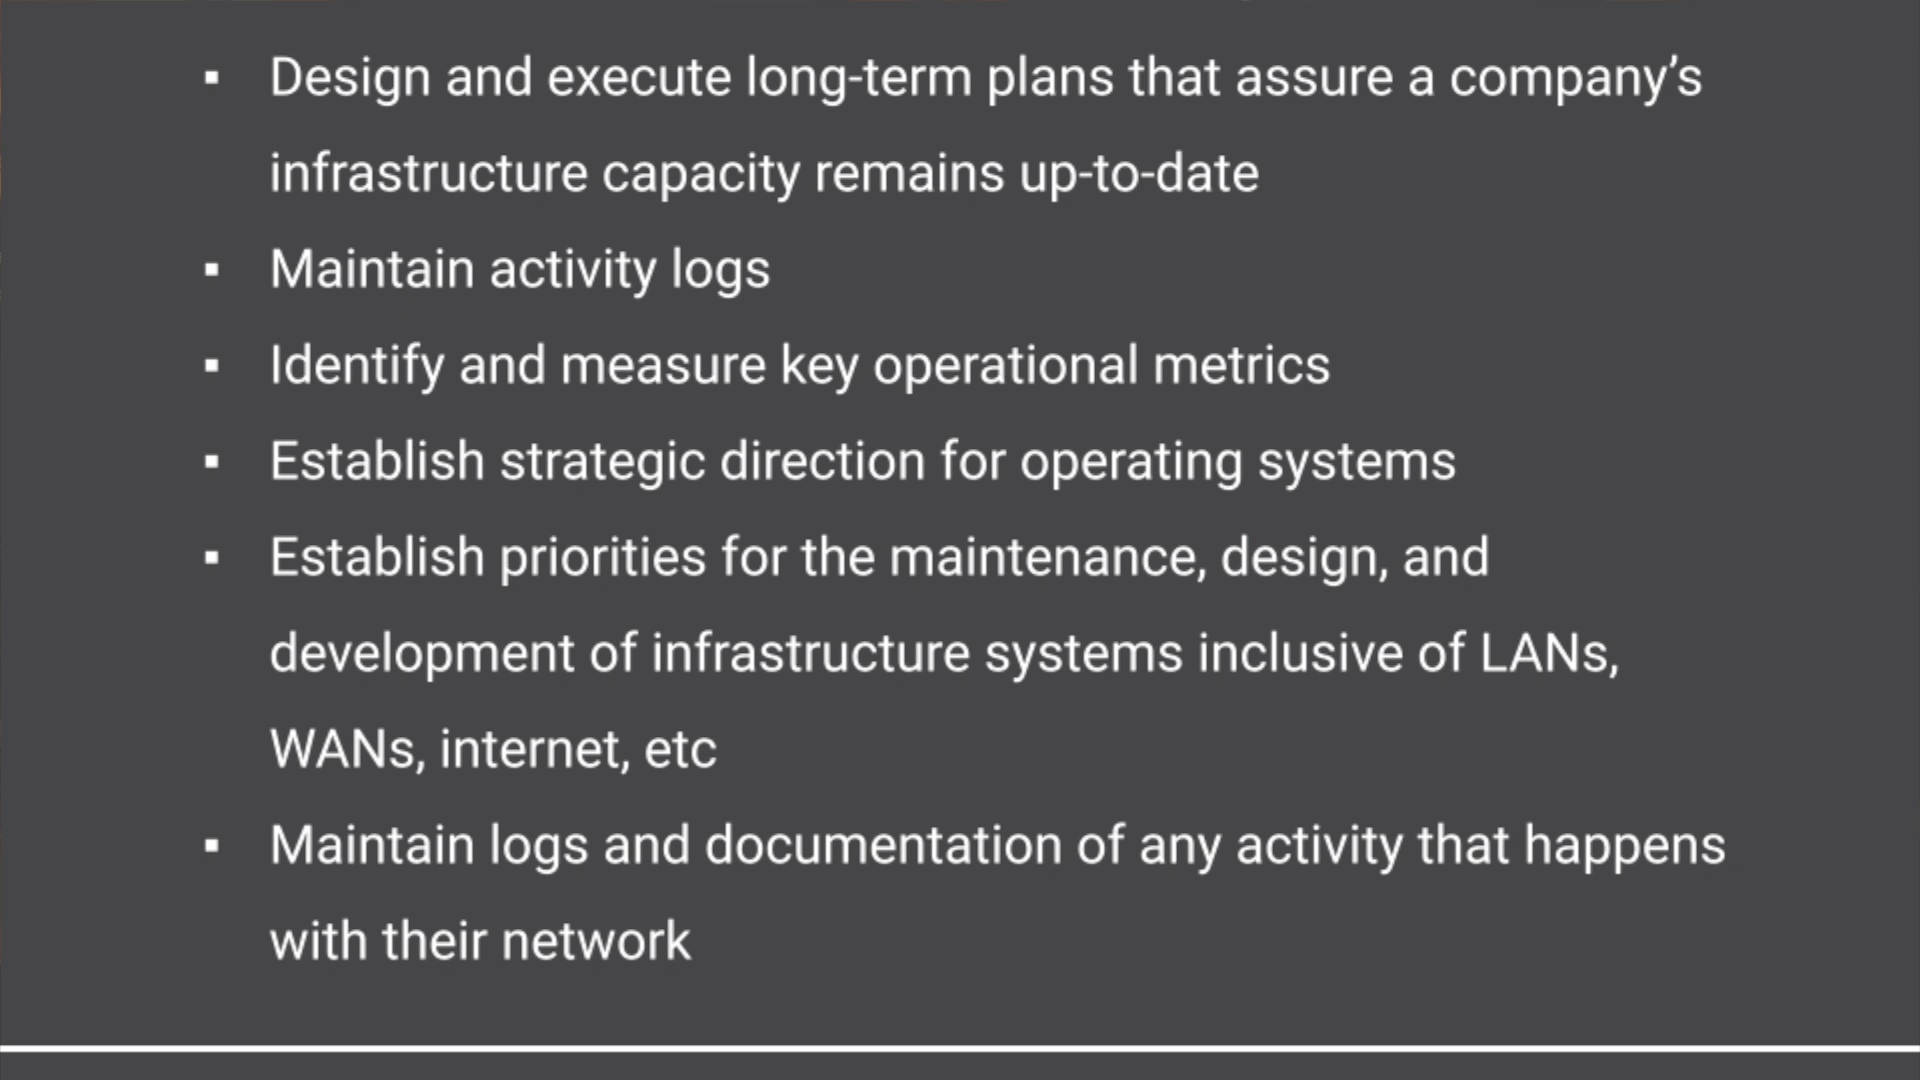 ▪ Design and execute long-term plans that assure a company’s
infrastructure capacity remains up-to-date
▪ Maintain activity logs
▪ Identify and measure key operational metrics
▪ Establish strategic direction for operating systems
▪ Establish priorities for the maintenance, design, and
development of infrastructure systems inclusive of LANs,
WANs, internet, etc
▪ Maintain logs and documentation of any activity that happens
with their network